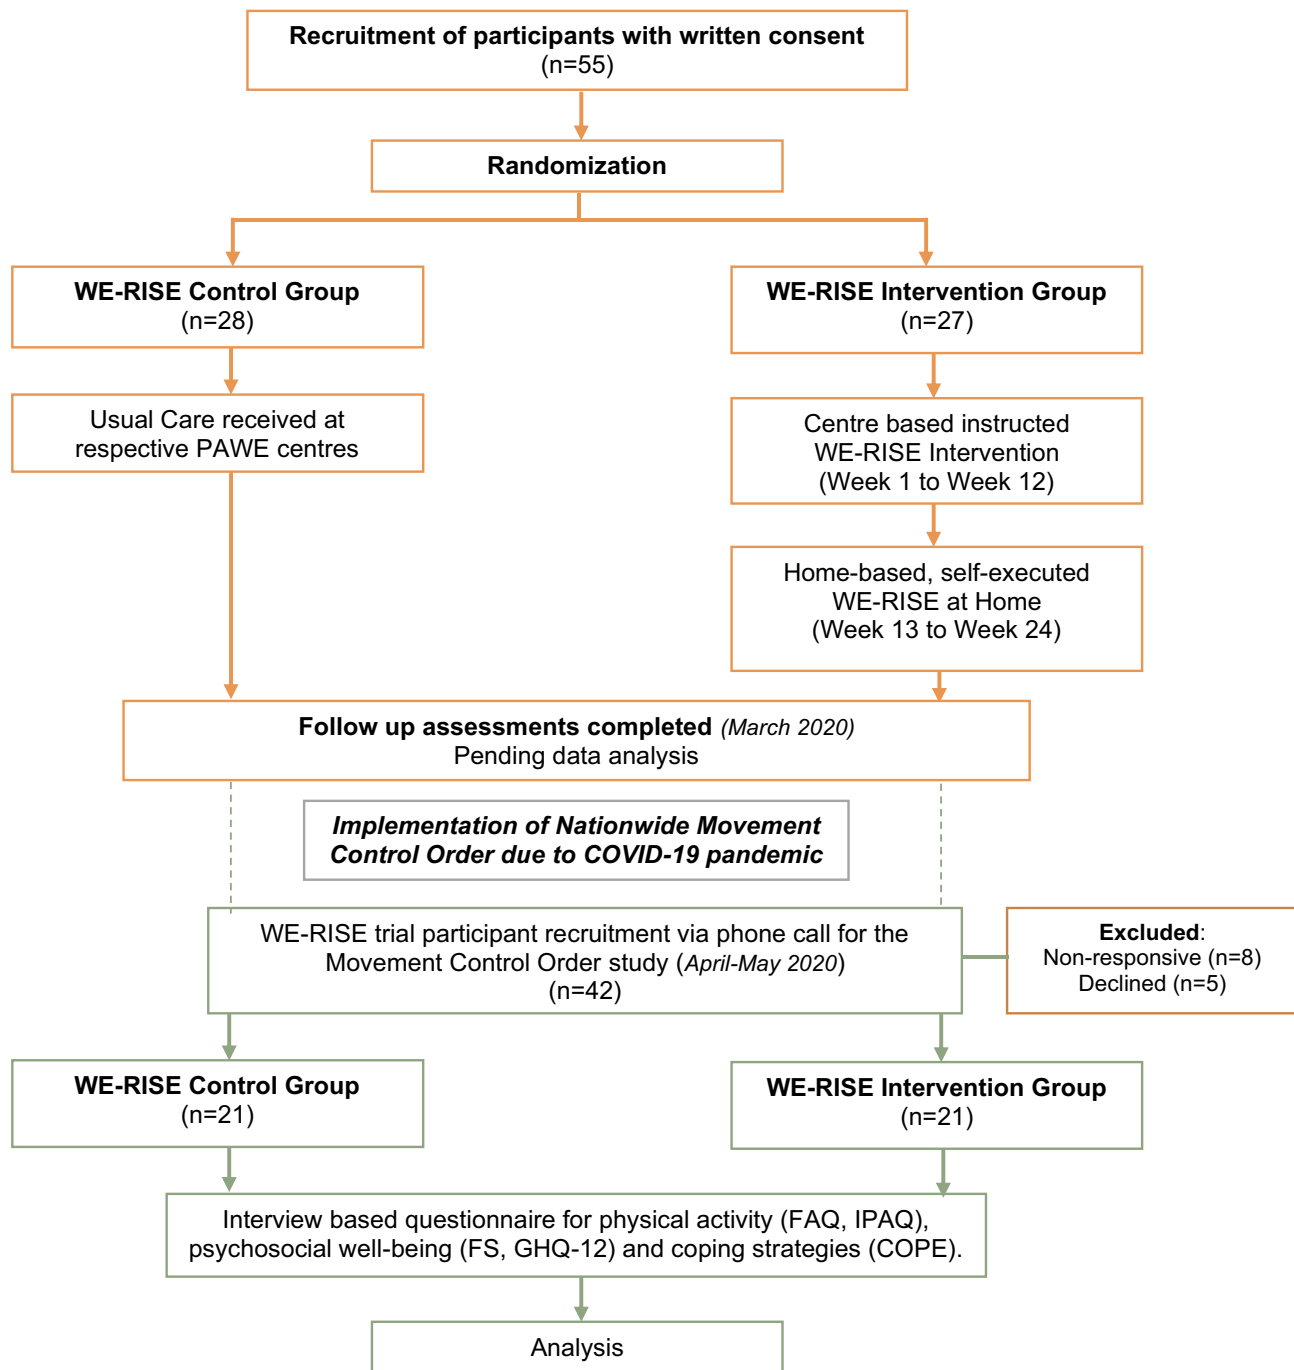 Recruitment of participants with written consent
(n=55)
Randomization
WE-RISE Control Group
(n=28)
WE-RISE Intervention Group
(n=27)
Usual Care received at
respective PAWE centres
Centre based instructed
WE-RISE Intervention
(Week 1 to Week 12)
Home-based, self-executed
WE-RISE at Home
(Week 13 to Week 24)
Follow up assessments completed (March 2020)
Pending data analysis
Implementation of Nationwide Movement
Control Order due to COVID-19 pandemic
WE-RISE trial participant recruitment via phone call for the
Movement Control Order study (April-May 2020)
(n=42)
Excluded:
Non-responsive (n=8)
Declined (n=5)
WE-RISE Control Group
(n=21)
WE-RISE Intervention Group
(n=21)
Interview based questionnaire for physical activity (FAQ, IPAQ),
psychosocial well-being (FS, GHQ-12) and coping strategies (COPE).
Analysis